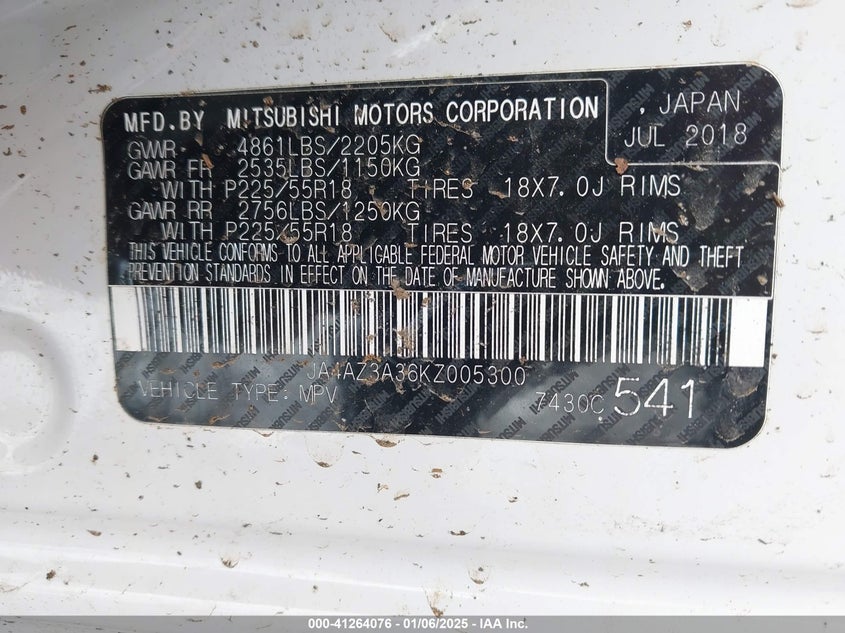 MFD.BY MITSUBISHI MOTORS CORPORATION , JAPAN
JUL 2018
GVWR 4861LBS/2205KG
GAWR FR 2535LBS/1150KG
WITH P225/55R18 TIRES 18X7.0J RIMS
GAWR RR 2756LBS/1250KG
WITH P225/55R18 TIRES 18X7.0J RIMS
THIS VEHICLE CONFORMS TO ALL APPLICABLE FEDERAL MOTOR VEHICLE SAFETY AND THEFT
PREVENTION STANDARDS IN EFFECT ON THE DATE OF MANUFACTURE SHOWN ABOVE.
JA4AZ3A36KZ005300
VEHICLE TYPE: MPV 7430C 541
000-41264076 - 01/06/2025 - IAA Inc.